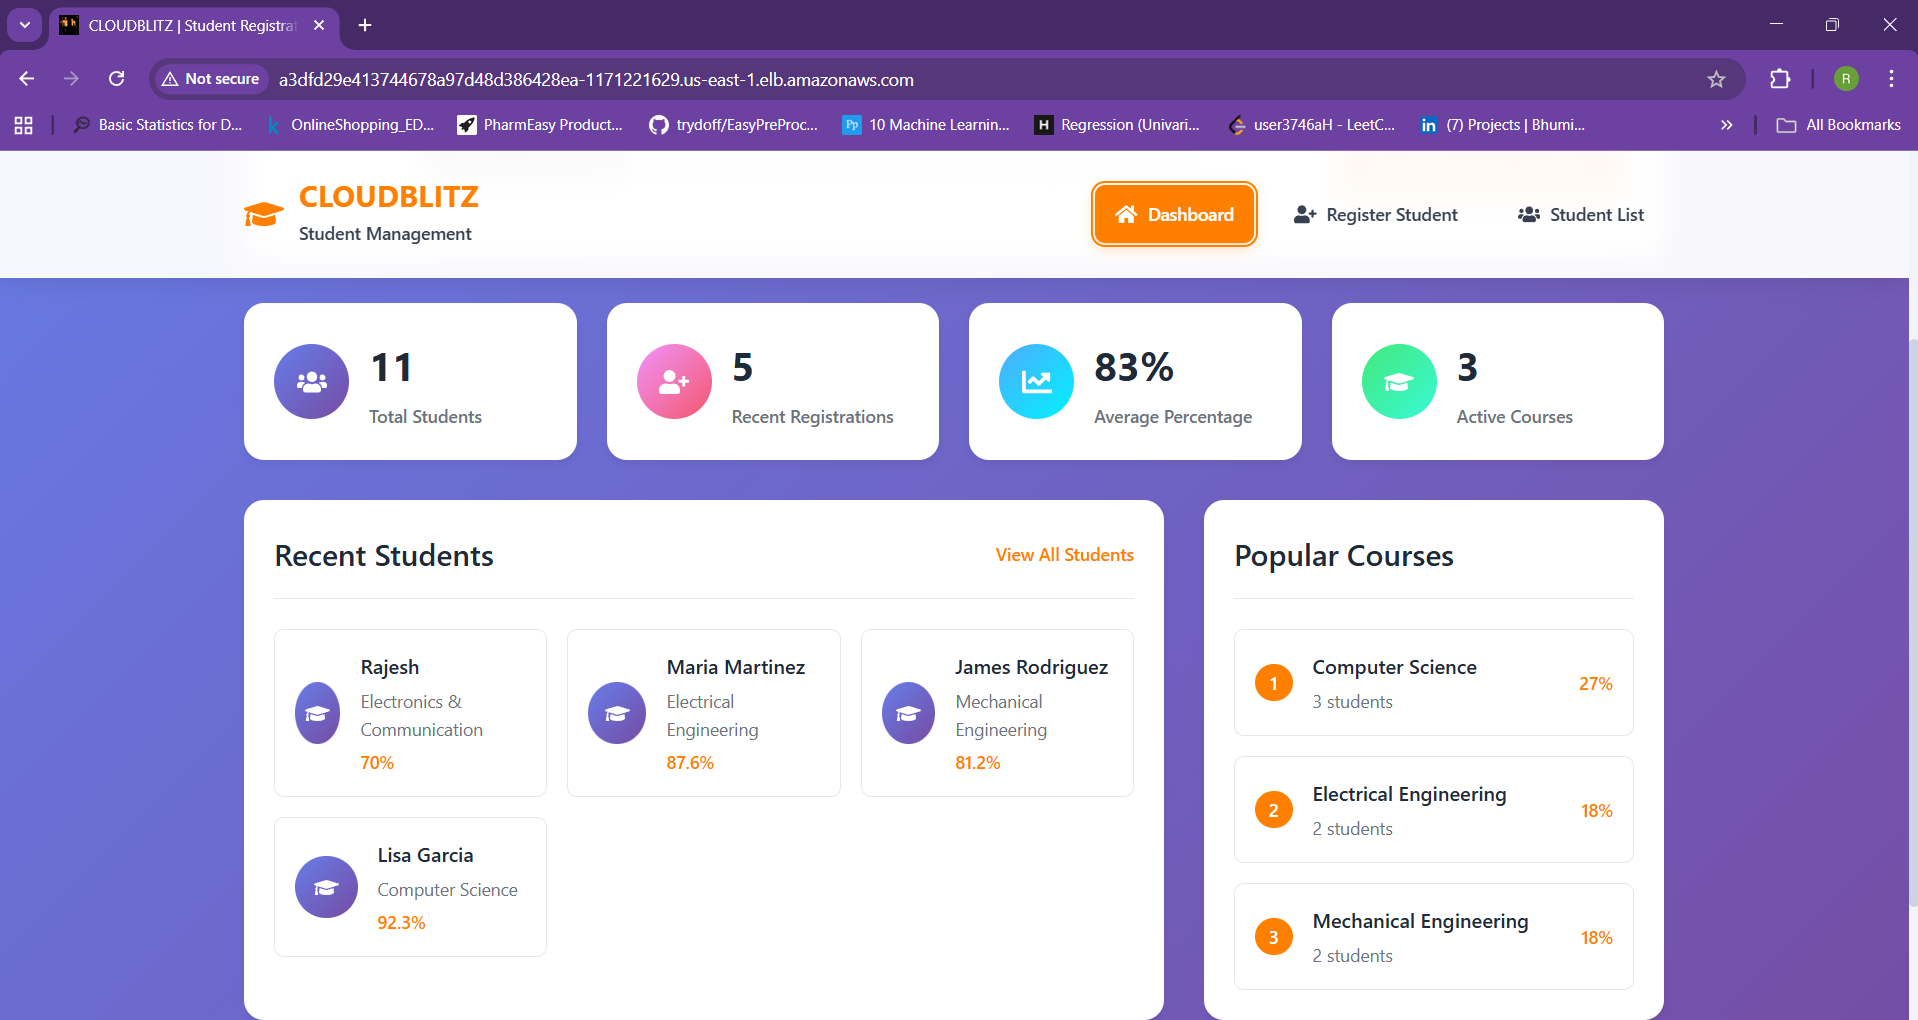 CLOUDBLITZ | Student Registrat
Not secure
a3dfd29e413744678a97d48d386428ea-1171221629.us-east-1.elb.amazonaws.com
R
Basic Statistics for D...
OnlineShopping_ED...
PharmEasy Product...
trydoff/EasyPreProc...
Pp
10 Machine Learnin...
H
Regression (Univari...
user3746aH - LeetC...
in
(7) Projects | Bhumi...
All Bookmarks
CLOUDBLITZ
Student Management
Dashboard
Register Student
Student List
11
Total Students
5
Recent Registrations
83%
Average Percentage
3
Active Courses
Recent Students
View All Students
Rajesh
Electronics &
Communication
70%
Maria Martinez
Electrical
Engineering
87.6%
James Rodriguez
Mechanical
Engineering
81.2%
Lisa Garcia
Computer Science
92.3%
Popular Courses
1
Computer Science
3 students
27%
2
Electrical Engineering
2 students
18%
3
Mechanical Engineering
2 students
18%